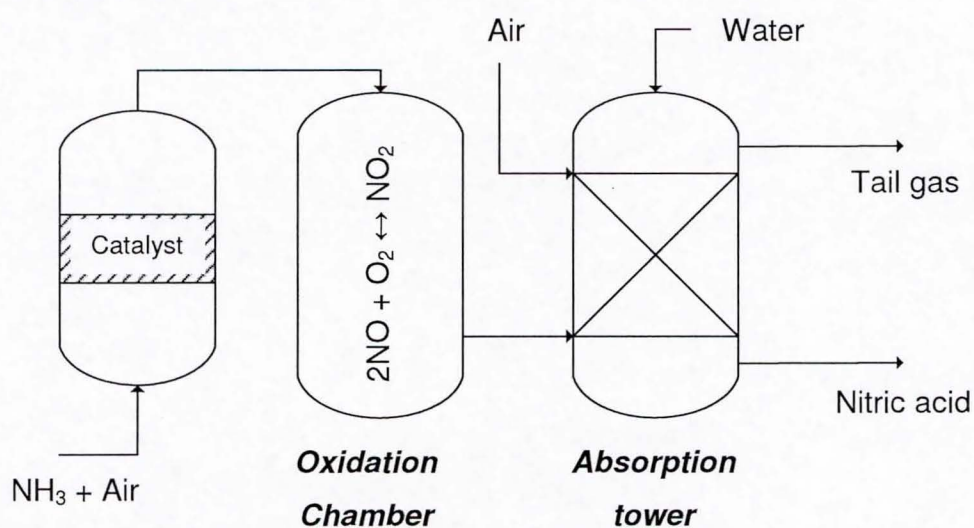 Air
Water
2NO + O₂ ↔ NO₂
Tail gas
Catalyst
Nitric acid
NH₃ + Air
Oxidation
Chamber
Absorption
tower